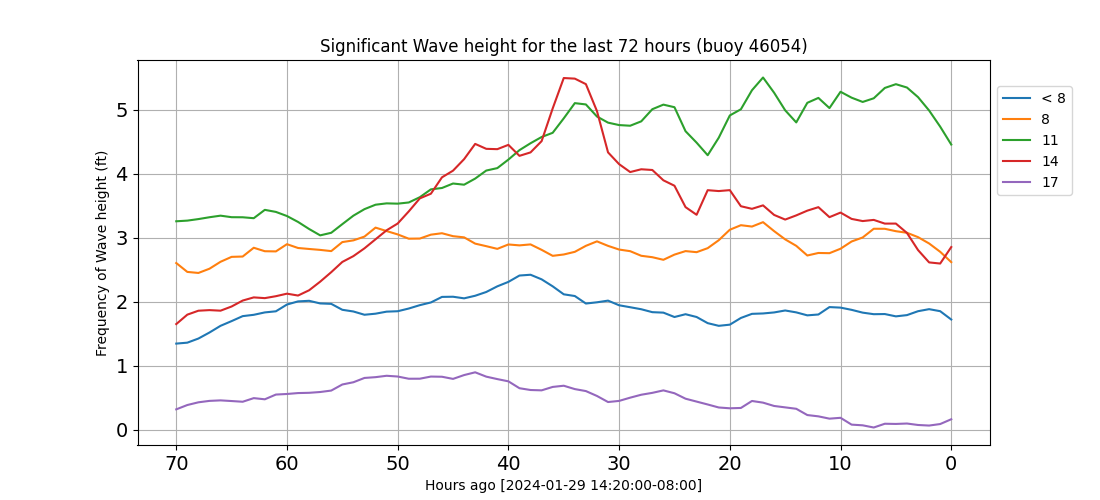 Significant Wave height for the last 72 hours (buoy 46054)
Frequency of Wave height (ft)
5
4
3
2
1
0
70 60 50 40 30 20 10 0
Hours ago [2024-01-29 14:20:00-08:00]
< 8
8
11
14
17